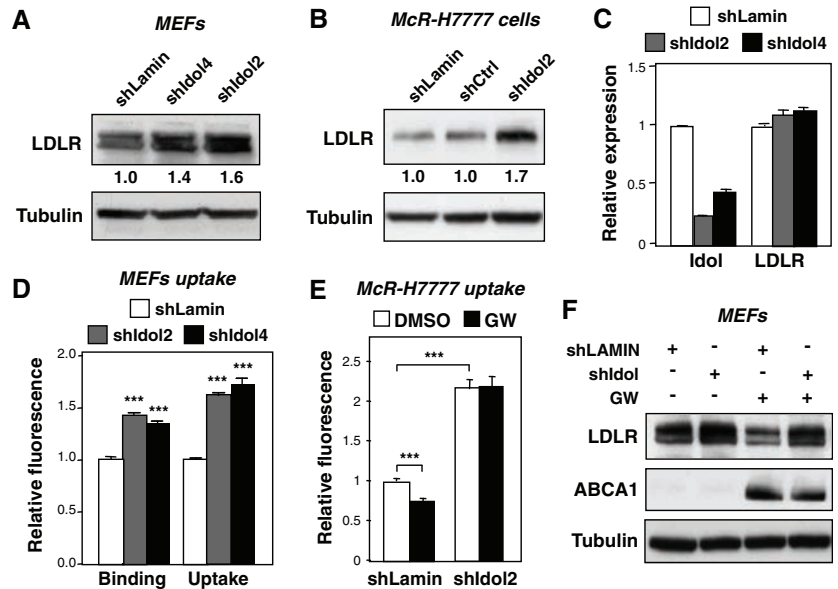 A
MEFs
shLamin
shIdol4
shIdol2
LDLR
1.0 1.4 1.6
Tubulin
B
McR-H7777 cells
shLamin
shCtrl
shIdol2
LDLR
1.0 1.0 1.7
Tubulin
C
shLamin
shIdol2 shIdol4
Relative expression
1.5
1
0.5
0
Idol LDLR
D
MEFs uptake
shLamin
shIdol2 shIdol4
Relative fluorescence
2.0
1.5
1.0
0.5
0.0
*** ***
*** ***
Binding Uptake
E
McR-H7777 uptake
DMSO GW
Relative fluorescence
2.5
2
1.5
1
0.5
0
***
***
shLamin shIdol2
F
MEFs
shLAMIN + - + -
shIdol - + - +
GW - - + +
LDLR
ABCA1
Tubulin